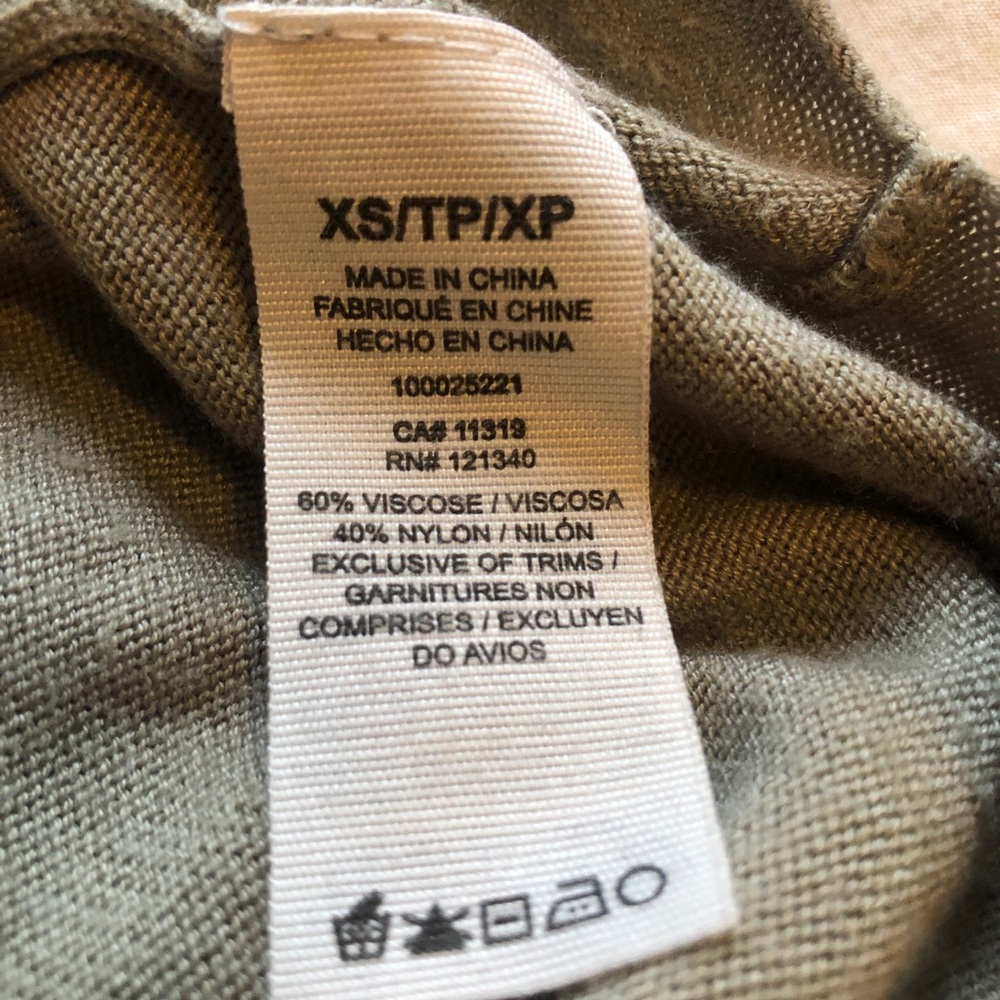 XS/TP/XP
MADE IN CHINA
FABRIQUÉ EN CHINE
HECHO EN CHINA
100025221
CA# 11319
RN# 121340
60% VISCOSE / VISCOSA
40% NYLON / NILÓN
EXCLUSIVE OF TRIMS /
GARNITURES NON
COMPRISES / EXCLUYEN
DO AVIOS